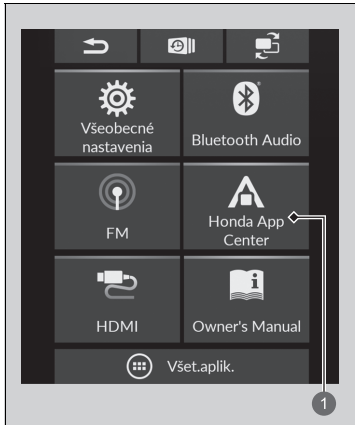 Všeobecné
nastavenia
Bluetooth Audio
FM
Honda App
Center
HDMI
Owner's Manual
i
Všet.aplik.
1